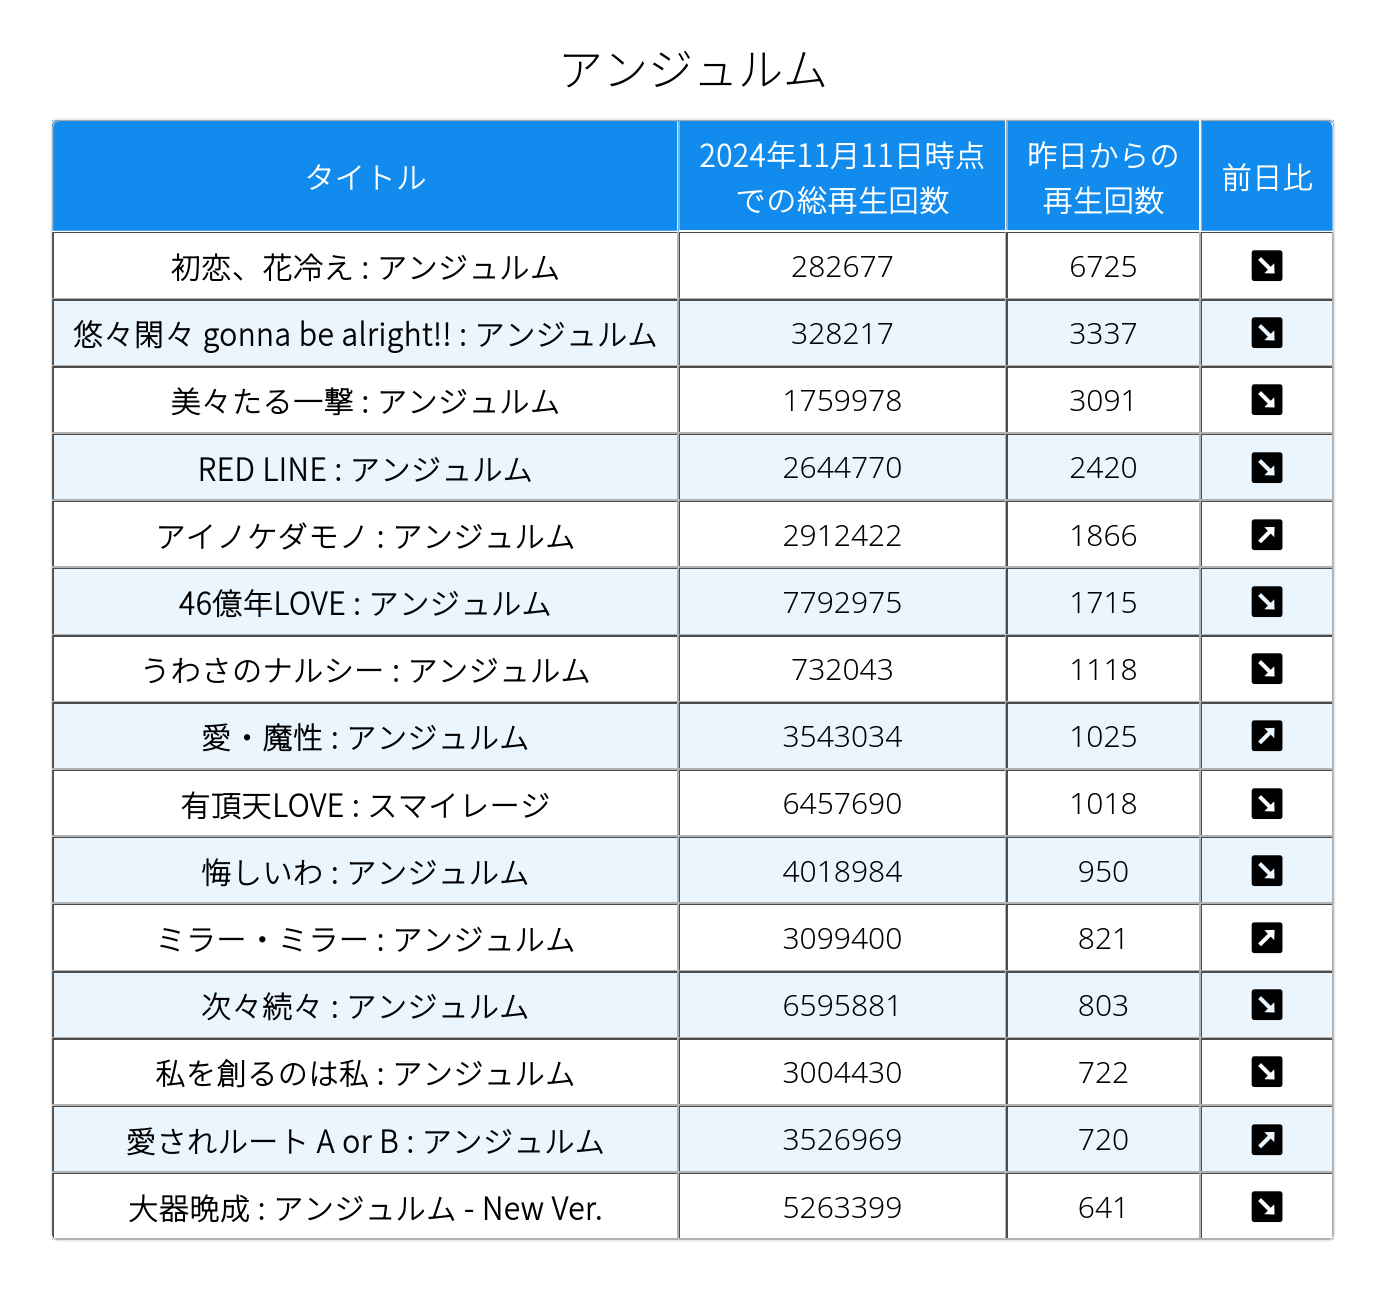 アンジュルム
タイトル 2024年11月11日時点での総再生回数 昨日からの再生回数 前日比
初恋、花冷え : アンジュルム 282677 6725 ↘
悠々閑々 gonna be alright!! : アンジュルム 328217 3337 ↘
美々たる一撃 : アンジュルム 1759978 3091 ↘
RED LINE : アンジュルム 2644770 2420 ↘
アイノケダモノ : アンジュルム 2912422 1866 ↗
46億年LOVE : アンジュルム 7792975 1715 ↘
うわさのナルシー : アンジュルム 732043 1118 ↘
愛・魔性 : アンジュルム 3543034 1025 ↗
有頂天LOVE : スマイレージ 6457690 1018 ↘
悔しいわ : アンジュルム 4018984 950 ↘
ミラー・ミラー : アンジュルム 3099400 821 ↗
次々続々 : アンジュルム 6595881 803 ↘
私を創るのは私 : アンジュルム 3004430 722 ↘
愛されルート A or B : アンジュルム 3526969 720 ↗
大器晩成 : アンジュルム - New Ver. 5263399 641 ↘